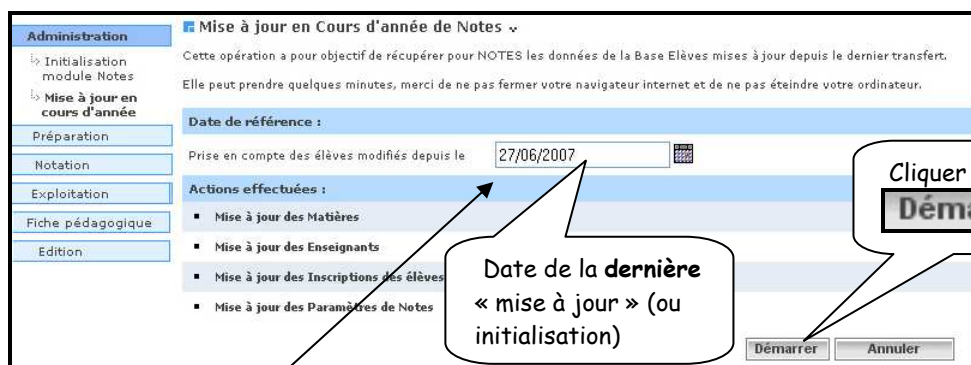 Administration
Initialisation
module Notes
Mise à jour en
cours d'année
Préparation
Notation
Exploitation
Fiche pédagogique
Edition
Mise à jour en Cours d'année de Notes
Cette opération a pour objectif de récupérer pour NOTES les données de la Base Elèves mises à jour depuis le dernier transfert.
Elle peut prendre quelques minutes, merci de ne pas fermer votre navigateur internet et de ne pas éteindre votre ordinateur.
Date de référence :
Prise en compte des élèves modifiés depuis le 27/06/2007
Actions effectuées :
Mise à jour des Matières
Mise à jour des Enseignants
Mise à jour des Inscriptions des élèves
Mise à jour des Paramètres de Notes
Date de la dernière
« mise à jour » (ou
initialisation)
Cliquer
Déma
Démarrer Annuler